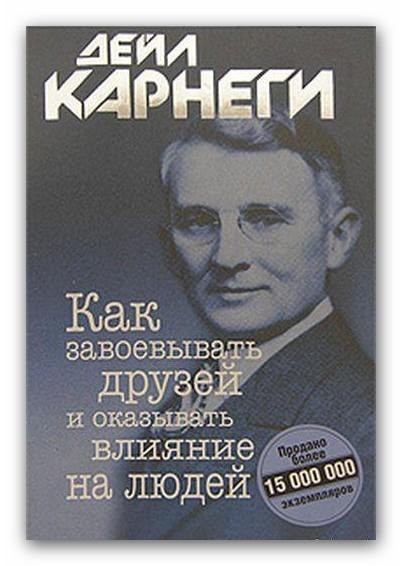 ДЕЙЛ
КАРНЕГИ
Как
завоевывать
друзей
и оказывать
влияние
на людей
Продано
более
15 000 000
экземпляров